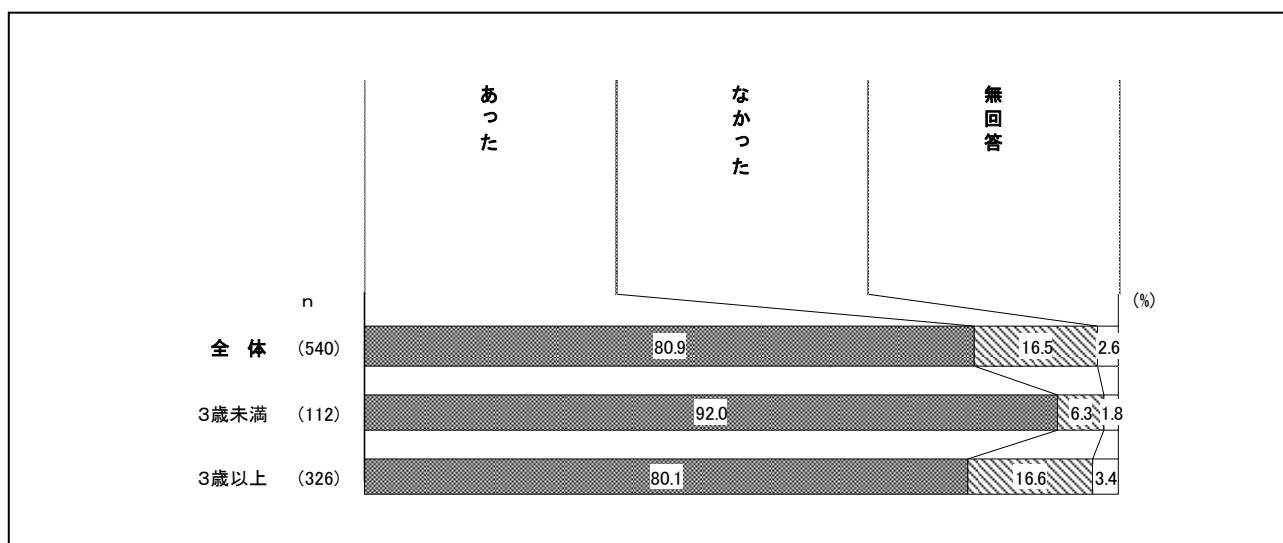 あった
なかった
無回答
n
(%)
全 体 (540) 80.9 16.5 2.6
3歳未満 (112) 92.0 6.3 1.8
3歳以上 (326) 80.1 16.6 3.4